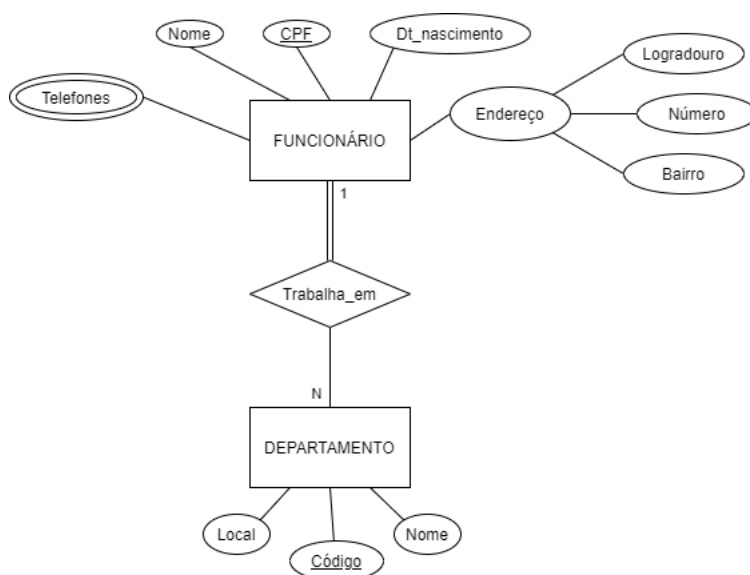 Nome
CPF
Dt_nascimento
Logradouro
Telefones
Endereço
Número
FUNCIONÁRIO
Bairro
1
Trabalha_em
N
DEPARTAMENTO
Local
Nome
Código